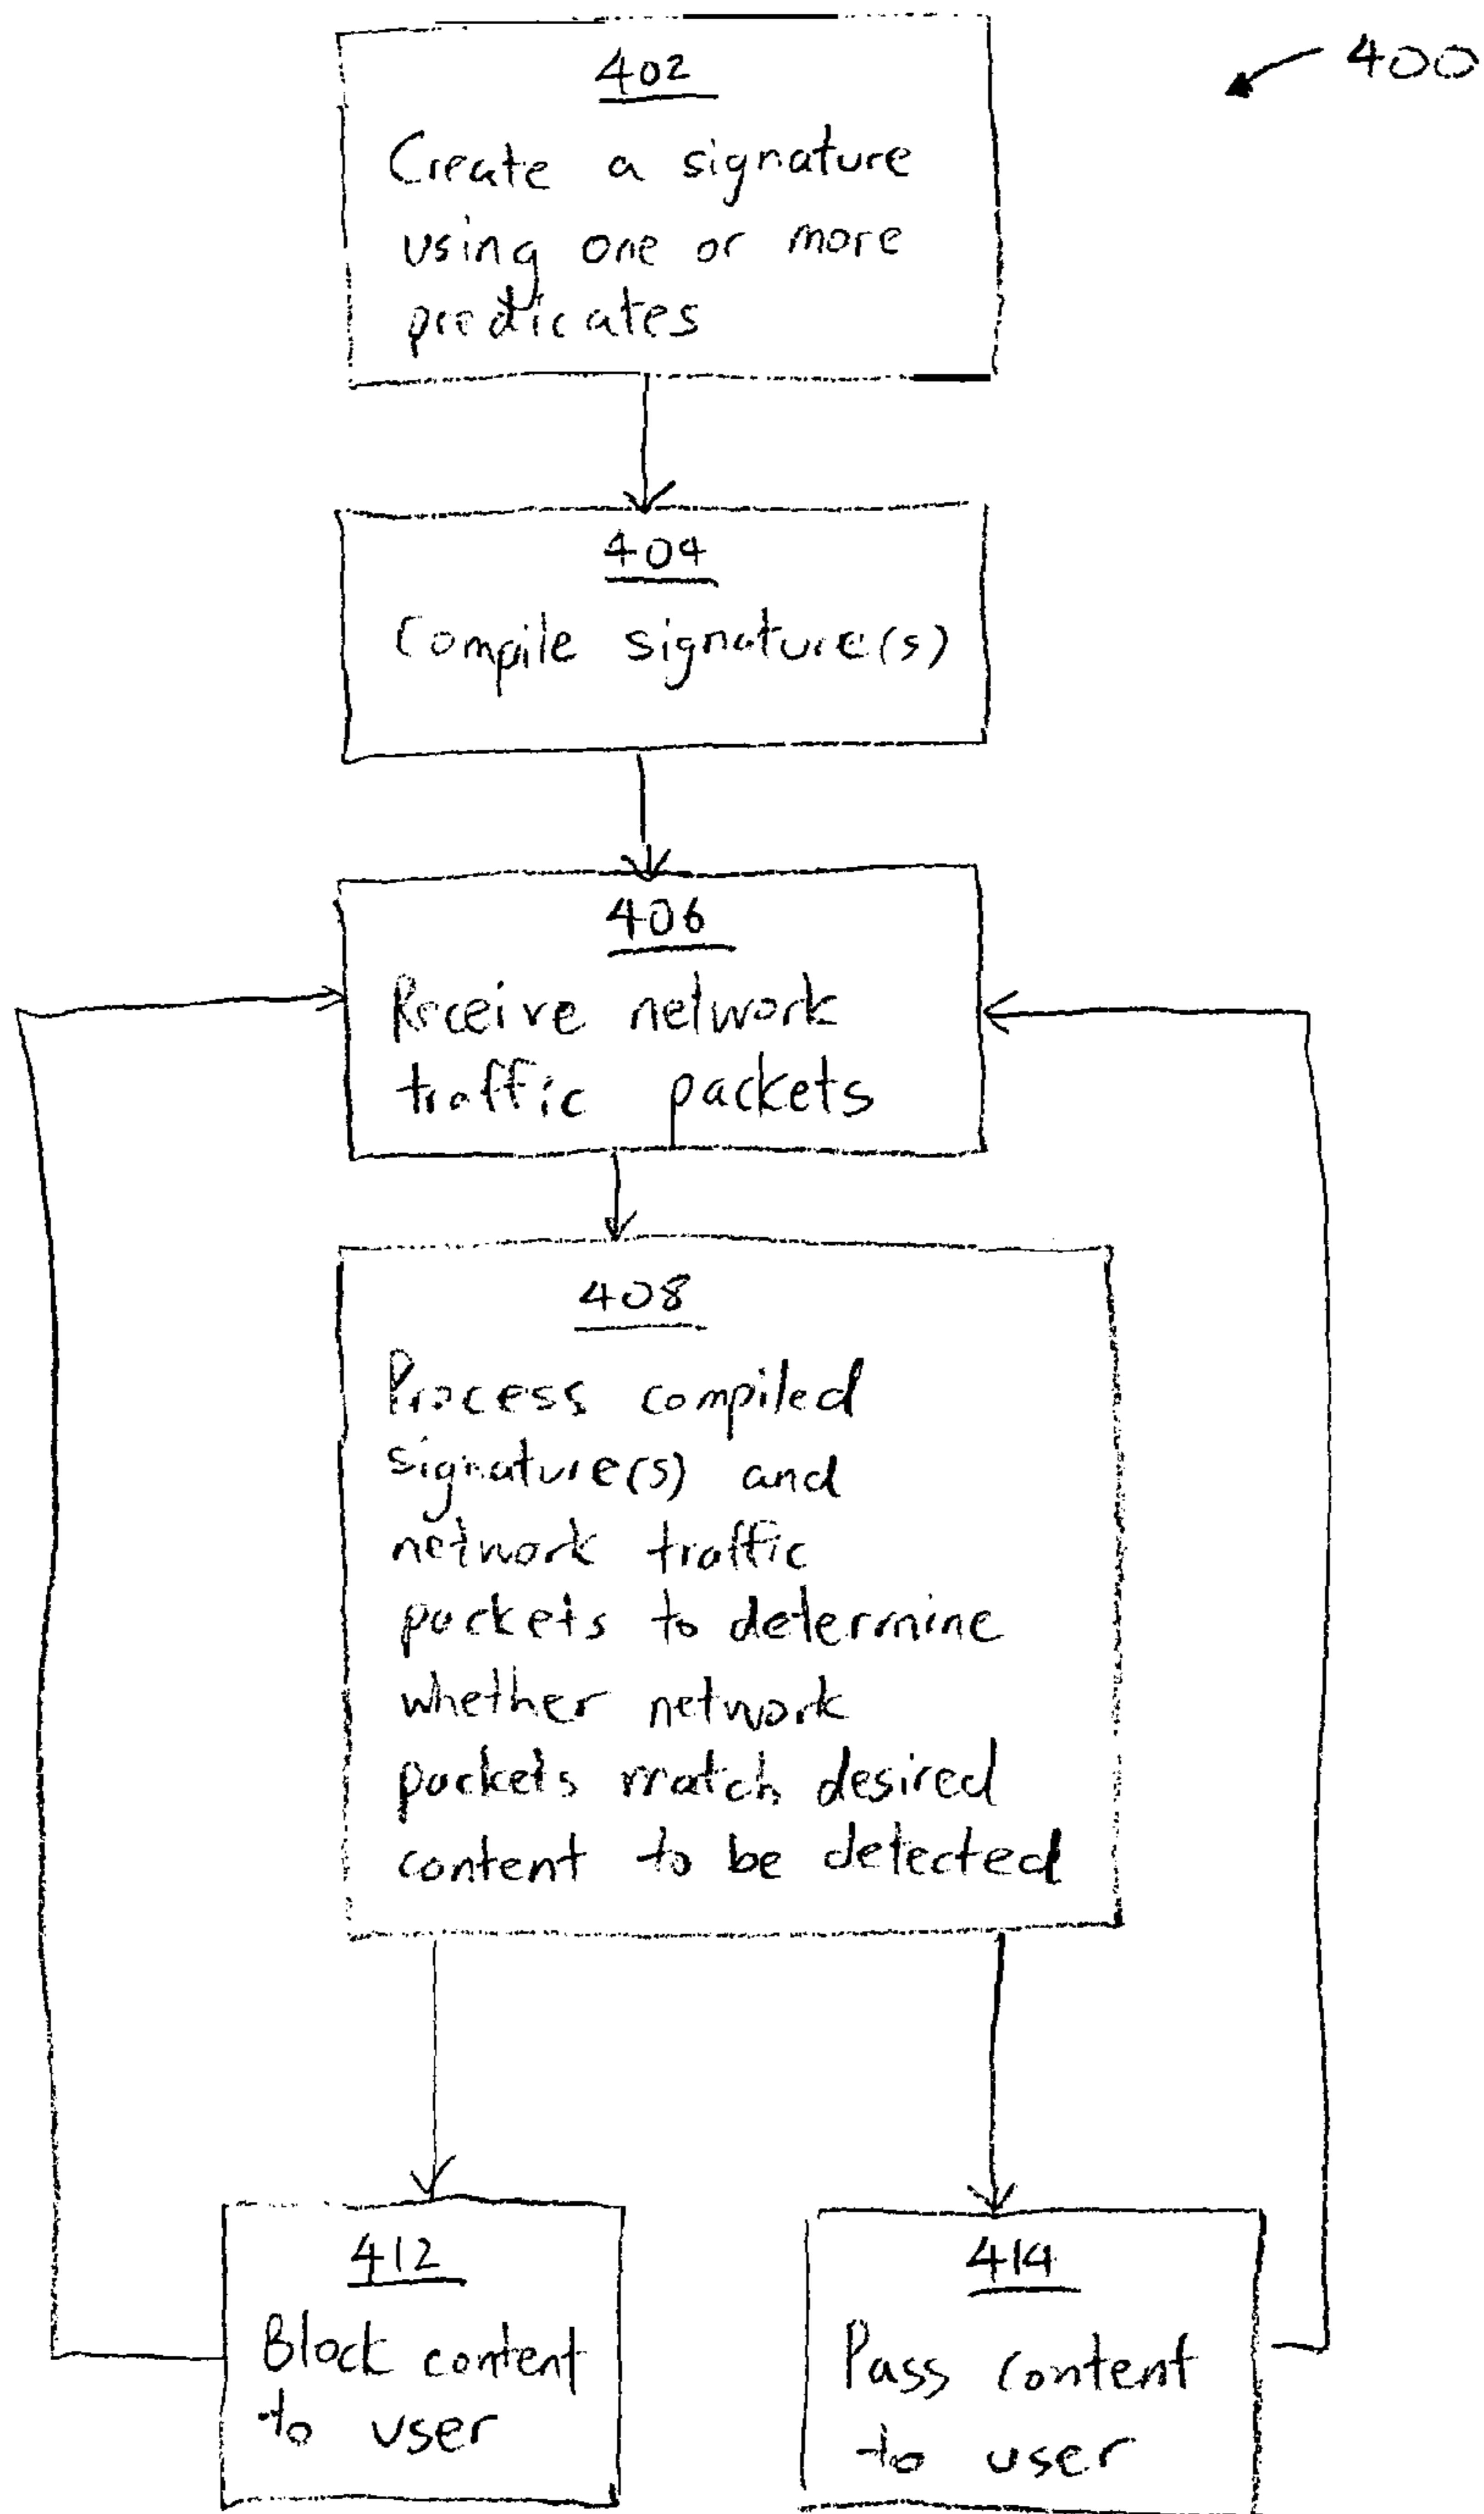 400
402
Create a signature
using one or more
predicates
404
Compile signature(s)
406
Receive network
traffic packets
408
Process compiled
signature(s) and
network traffic
packets to determine
whether network
packets match desired
content to be detected
412
Block content
to user
414
Pass content
to user